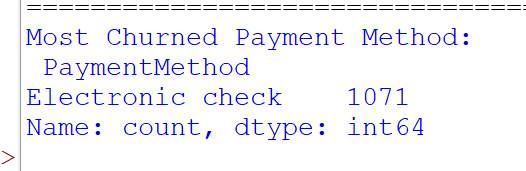 ================================
Most Churned Payment Method:
 PaymentMethod
Electronic check    1071
Name: count, dtype: int64
>